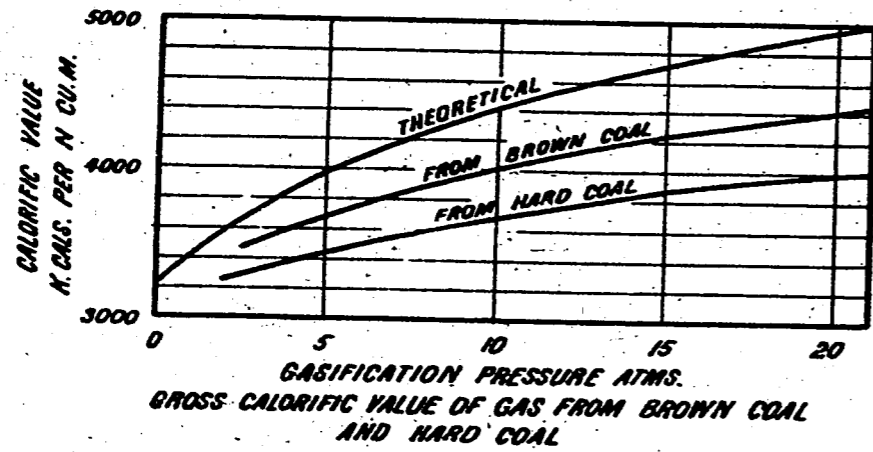 5000
4000
3000
CALORIFIC VALUE
K.CALS. PER N CU.M.
THEORETICAL
FROM BROWN COAL
FROM HARD COAL
0 5 10 15 20
GASIFICATION PRESSURE ATMS.
GROSS CALORIFIC VALUE OF GAS FROM BROWN COAL
AND HARD COAL